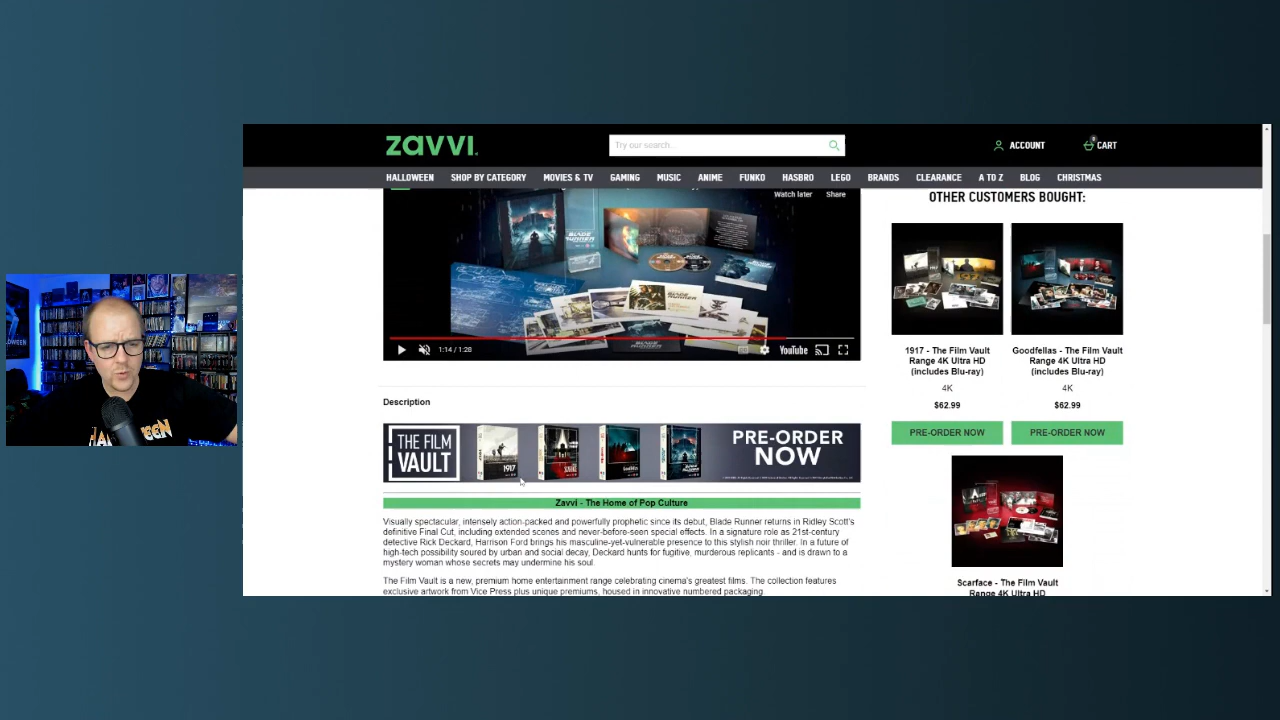 zavvi.
Try our search...
ACCOUNT
0
CART
HALLOWEEN SHOP BY CATEGORY MOVIES & TV GAMING MUSIC ANIME FUNKO HASBRO LEGO BRANDS CLEARANCE A TO Z BLOG CHRISTMAS
Watch later Share
BLADE RUNNER
1:14 / 1:28
YouTube
Description
THE FILM VAULT
1917
PRE-ORDER NOW
Zavvi - The Home of Pop Culture
Visually spectacular, intensely action-packed and powerfully prophetic since its debut, Blade Runner returns in Ridley Scott's
definitive Final Cut, including extended scenes and never-before-seen special effects. In a signature role as 21st-century
detective Rick Deckard, Harrison Ford brings his masculine-yet-vulnerable presence to this stylish noir thriller. In a future of
high-tech possibility soured by urban and social decay, Deckard hunts for fugitive, murderous replicants - and is drawn to a
mystery woman whose secrets may undermine his soul.
The Film Vault is a new, premium home entertainment range celebrating cinema's greatest films. The collection features
exclusive artwork from Vice Press plus unique premiums, housed in innovative numbered packaging
OTHER CUSTOMERS BOUGHT:
1917 - The Film Vault
Range 4K Ultra HD
(includes Blu-ray)
4K
$62.99
PRE-ORDER NOW
Goodfellas - The Film Vault
Range 4K Ultra HD
(includes Blu-ray)
4K
$62.99
PRE-ORDER NOW
Scarface - The Film Vault
Range 4K Ultra HD